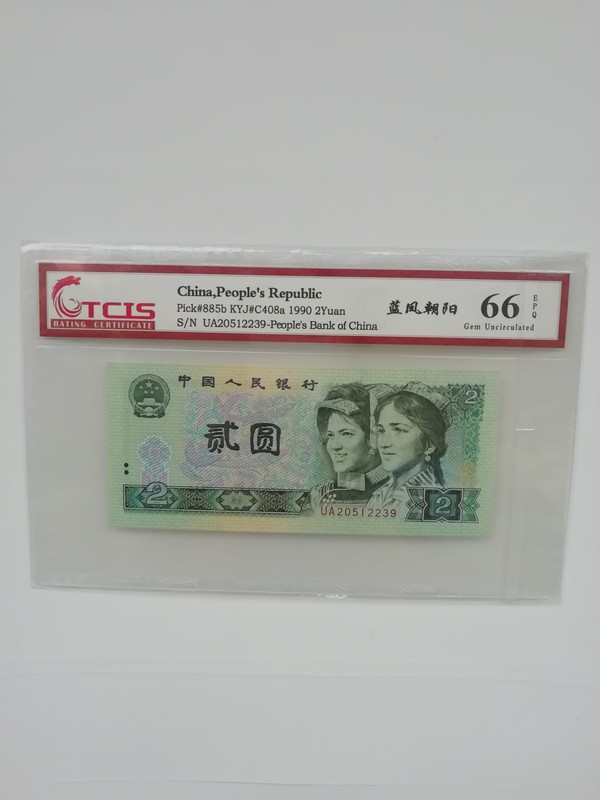 TCIS
RATING CERTIFICATE
China,People's Republic
Pick#885b KYJ#C408a 1990 2Yuan
S/N UA20512239-People's Bank of China
蓝凤朝阳
66 EPQ
Gem Uncirculated
中国人民银行
2
贰圆
2
2
UA20512239